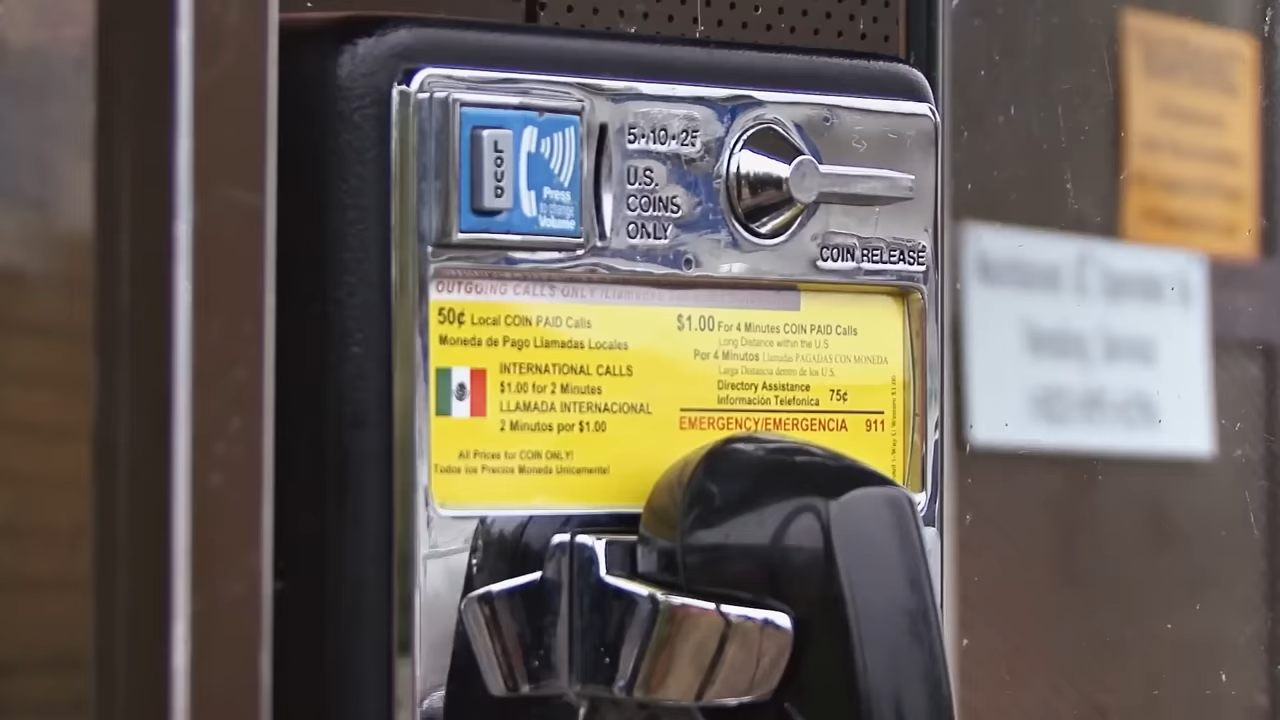 LOUD
Press
to change
Volume
5•10•25
U.S.
COINS
ONLY
COIN RELEASE
OUTGOING CALLS ONLY
50¢ Local COIN PAID Calls
Moneda de Pago Llamadas Locales
INTERNATIONAL CALLS
$1.00 for 2 Minutes
LLAMADA INTERNACIONAL
2 Minutos por $1.00
All Prices for COIN ONLY!
Todos los Precios Moneda Unicamente!
$1.00 For 4 Minutes COIN PAID Calls
Long Distance within the U.S
Por 4 Minutos Llamadas PAGADAS CON MONEDA
Larga Distancia dentro de los U.S.
Directory Assistance
Información Telefonica 75¢
EMERGENCY/EMERGENCIA 911